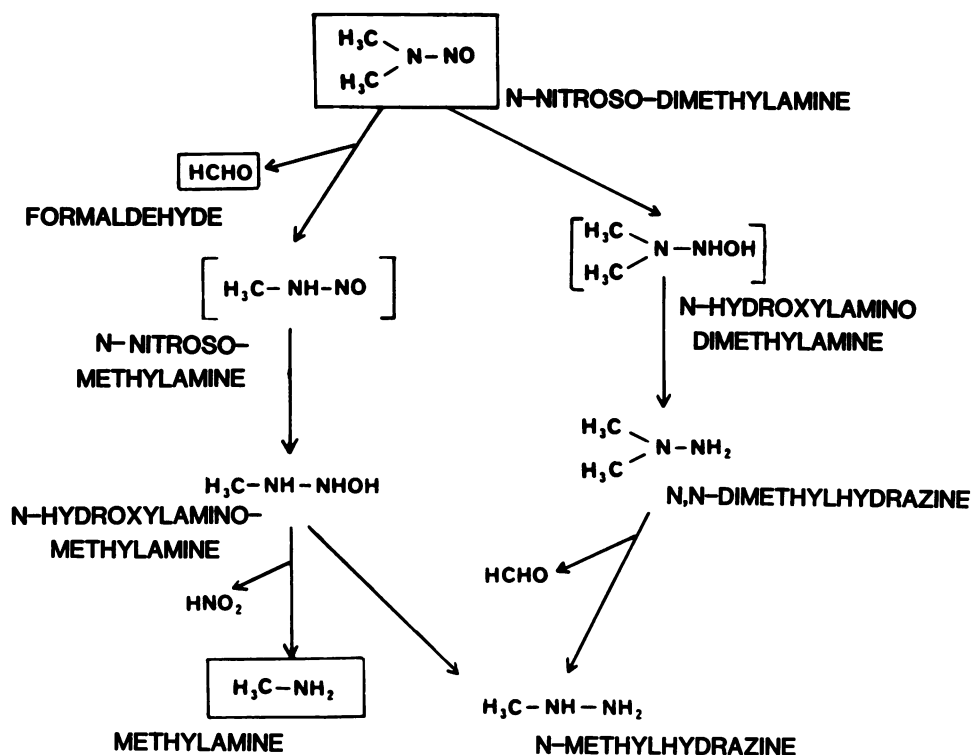 H₃C
N-NO
H₃C
N-NITROSO-DIMETHYLAMINE
HCHO
FORMALDEHYDE
H₃C
N-NHOH
H₃C
H₃C-NH-NO
N-HYDROXYLAMINO
DIMETHYLAMINE
N-NITROSO-
METHYLAMINE
H₃C
N-NH₂
H₃C
H₃C-NH-NHOH
N,N-DIMETHYLHYDRAZINE
N-HYDROXYLAMINO-
METHYLAMINE
HCHO
HNO₂
H₃C-NH₂
H₃C-NH-NH₂
METHYLAMINE
N-METHYLHYDRAZINE